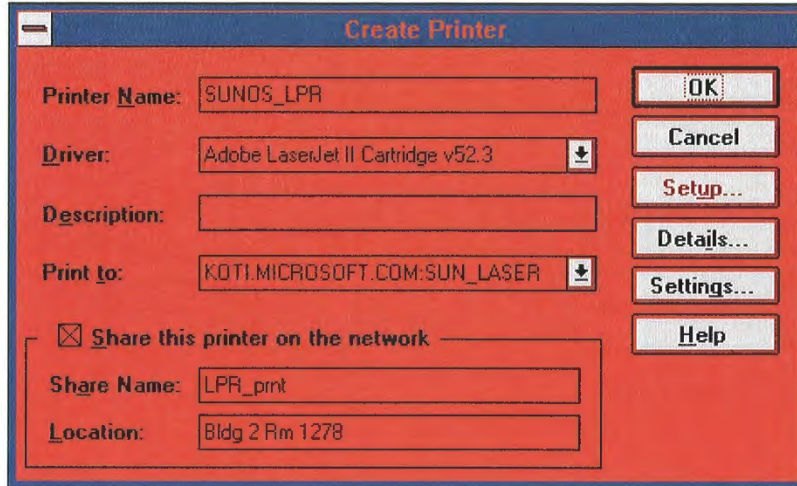 Create Printer
Printer Name: SUNOS_LPR
Driver: Adobe LaserJet II Cartridge v52.3
Description:
Print to: KOTI.MICROSOFT.COM:SUN_LASER
Share this printer on the network
Share Name: LPR_prnt
Location: Bldg 2 Rm 1278
OK
Cancel
Setup...
Details...
Settings...
Help